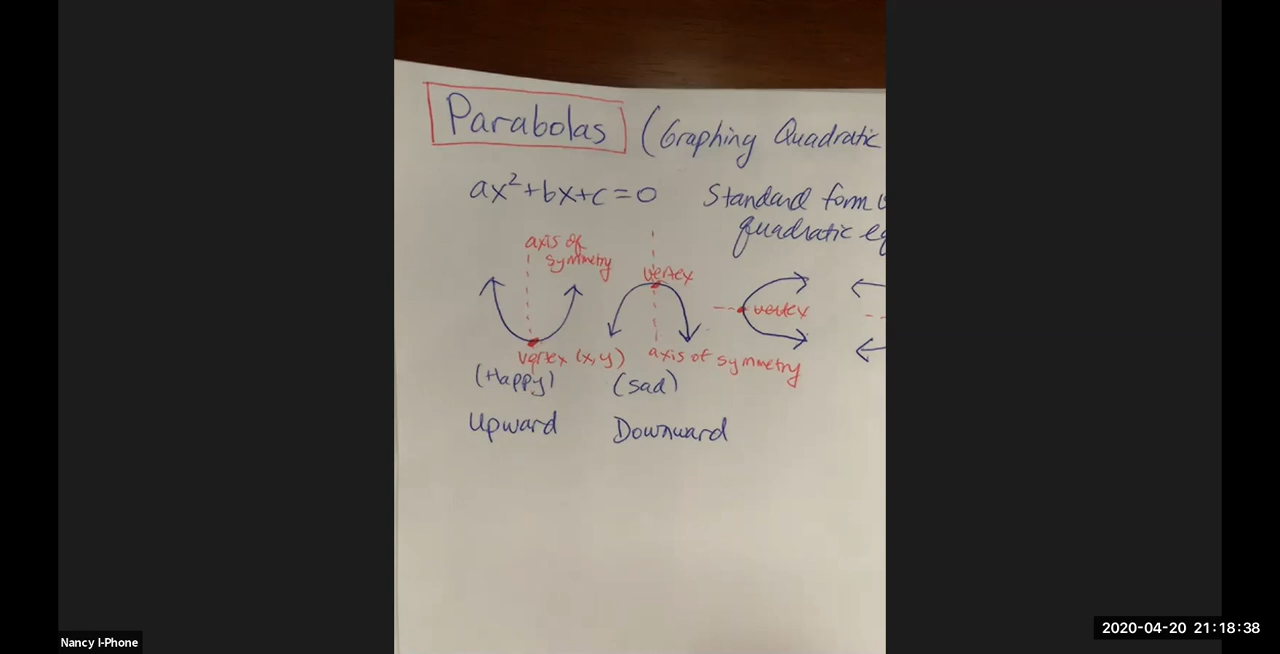 Parabolas (Graphing Quadratic
ax²+bx+c=0 Standard form
quadratic
axis of
symmetry
vertex
vertex
vertex (x,y) axis of symmetry
(Happy) (sad)
Upward Downward
Nancy I-Phone
2020-04-20 21:18:38